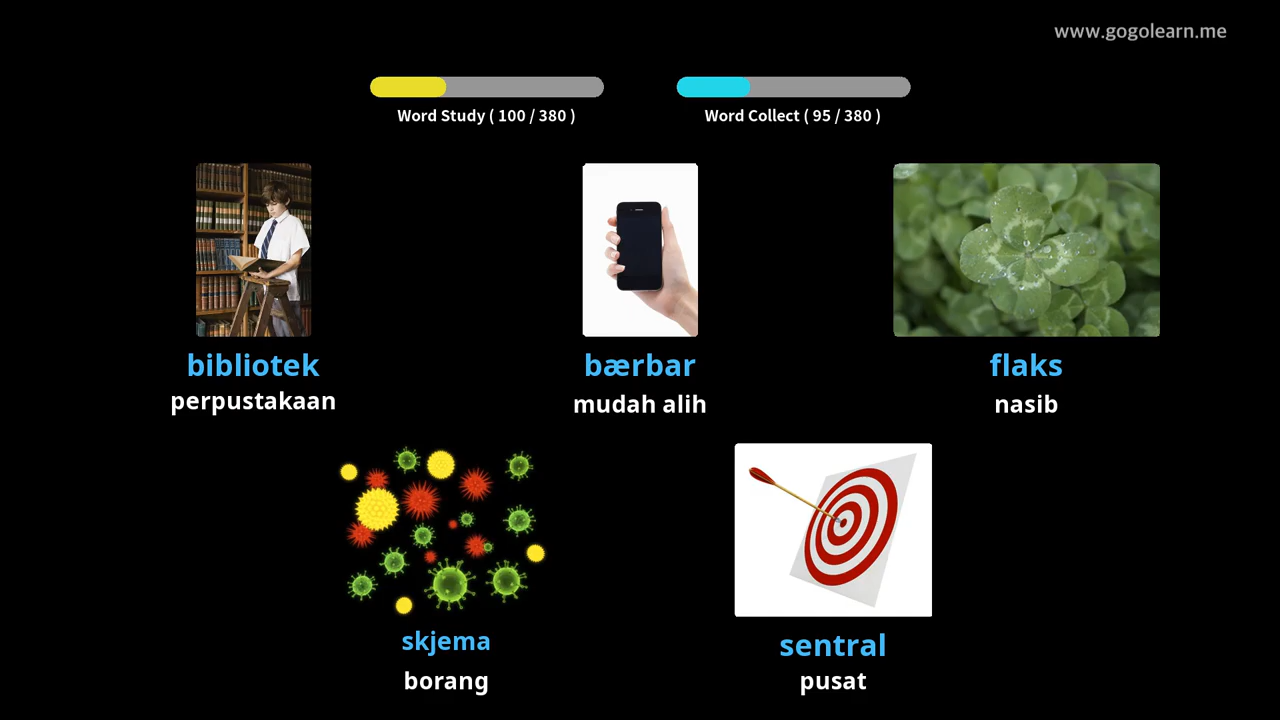 www.gogolearn.me
Word Study ( 100 / 380 )
Word Collect ( 95 / 380 )
bibliotek
perpustakaan
bærbar
mudah alih
flaks
nasib
skjema
borang
sentral
pusat